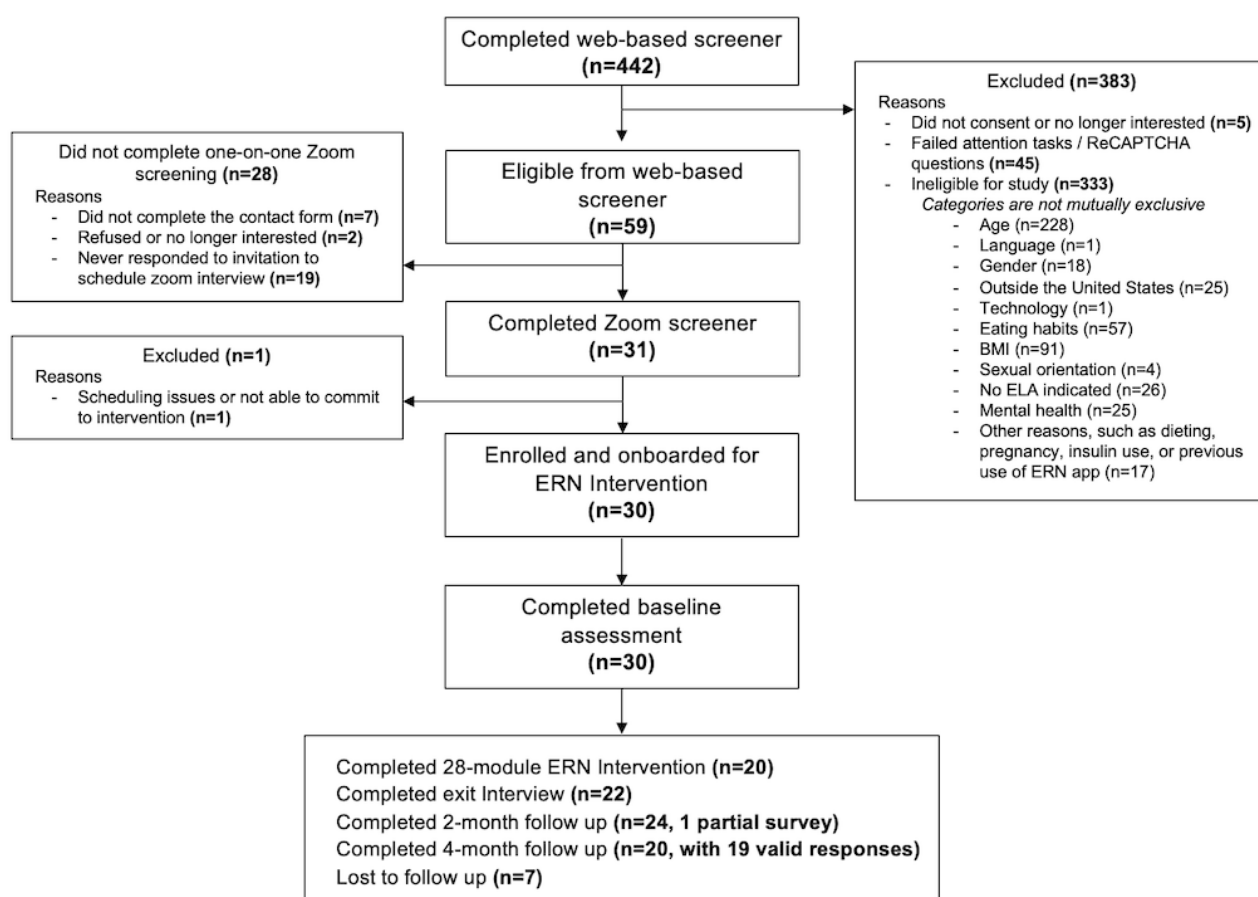 Completed web-based screener
(n=442)
Excluded (n=383)
Reasons
- Did not consent or no longer interested (n=5)
- Failed attention tasks / ReCAPTCHA
questions (n=45)
- Ineligible for study (n=333)
Categories are not mutually exclusive
- Age (n=228)
- Language (n=1)
- Gender (n=18)
- Outside the United States (n=25)
- Technology (n=1)
- Eating habits (n=57)
- BMI (n=91)
- Sexual orientation (n=4)
- No ELA indicated (n=26)
- Mental health (n=25)
- Other reasons, such as dieting,
pregnancy, insulin use, or previous
use of ERN app (n=17)
Eligible from web-based
screener
(n=59)
Did not complete one-on-one Zoom
screening (n=28)
Reasons
- Did not complete the contact form (n=7)
- Refused or no longer interested (n=2)
- Never responded to invitation to
schedule zoom interview (n=19)
Completed Zoom screener
(n=31)
Excluded (n=1)
Reasons
- Scheduling issues or not able to commit
to intervention (n=1)
Enrolled and onboarded for
ERN Intervention
(n=30)
Completed baseline
assessment
(n=30)
Completed 28-module ERN Intervention (n=20)
Completed exit Interview (n=22)
Completed 2-month follow up (n=24, 1 partial survey)
Completed 4-month follow up (n=20, with 19 valid responses)
Lost to follow up (n=7)